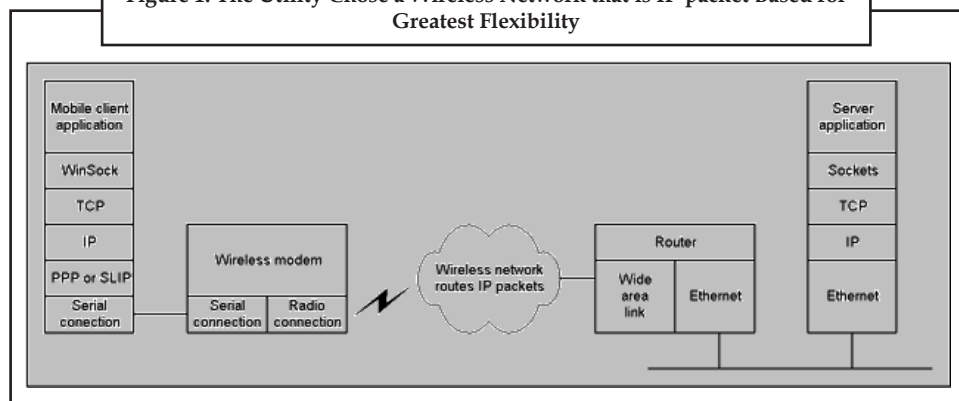 Figure 1: The Utility Chose a Wireless Network that is IP-packet Based for
Greatest Flexibility
Mobile client
application
WinSock
TCP
IP
PPP or SLIP
Serial
conection
Wireless modem
Serial
connection
Radio
connection
Wireless network
routes IP packets
Router
Wide
area
link
Ethernet
Server
application
Sockets
TCP
IP
Ethernet